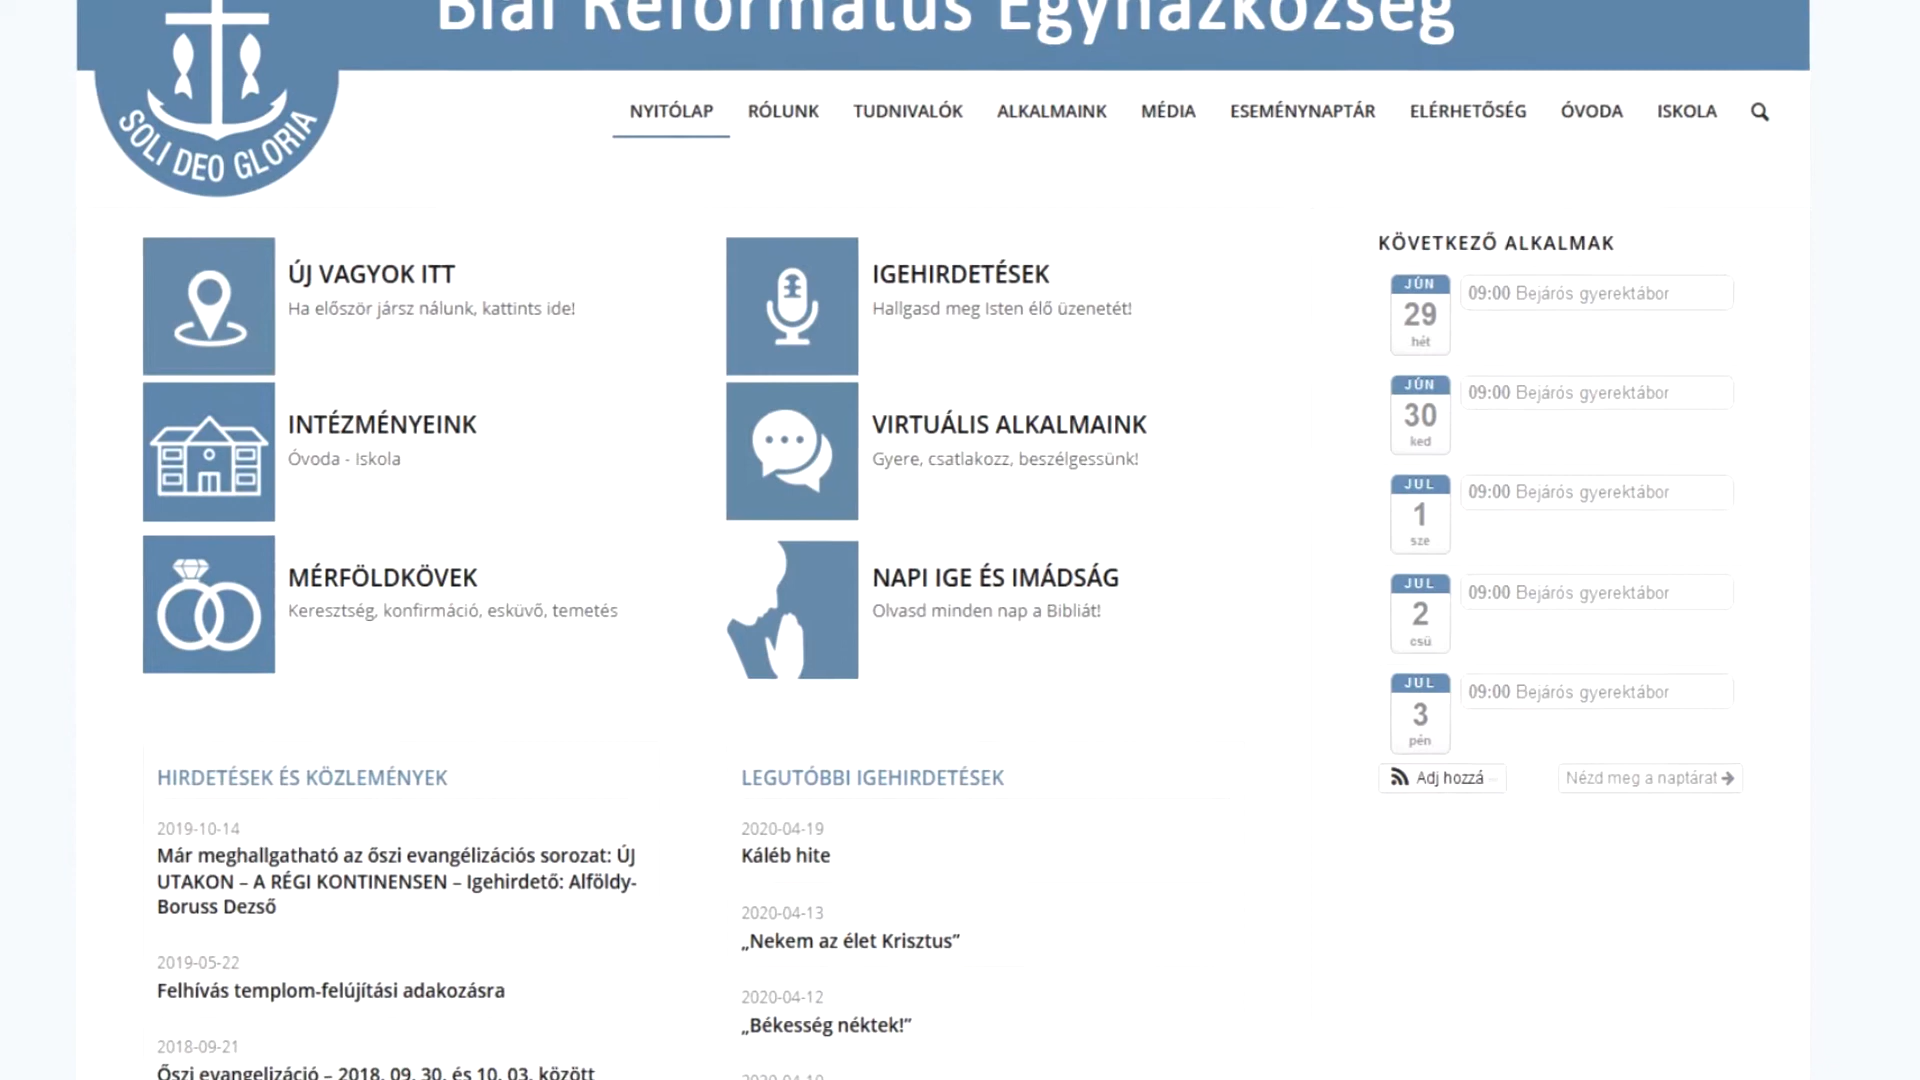 Biai Református Egyházközség
SOLI DEO GLORIA
NYITÓLAP RÓLUNK TUDNIVALÓK ALKALMAINK MÉDIA ESEMÉNYNAPTÁR ELÉRHETŐSÉG ÓVODA ISKOLA
ÚJ VAGYOK ITT
Ha először jársz nálunk, kattints ide!
INTÉZMÉNYEINK
Óvoda - Iskola
MÉRFÖLDKÖVEK
Keresztség, konfirmáció, esküvő, temetés
IGEHIRDETÉSEK
Hallgasd meg Isten élő üzenetét!
VIRTUÁLIS ALKALMAINK
Gyere, csatlakozz, beszélgessünk!
NAPI IGE ÉS IMÁDSÁG
Olvasd minden nap a Bibliát!
KÖVETKEZŐ ALKALMAK
JÚN
29
hét
09:00 Bejárós gyerektábor
JÚN
30
ked
09:00 Bejárós gyerektábor
JUL
1
sze
09:00 Bejárós gyerektábor
JUL
2
csü
09:00 Bejárós gyerektábor
JUL
3
pén
09:00 Bejárós gyerektábor
Adj hozzá
Nézd meg a naptárat
HIRDETÉSEK ÉS KÖZLEMÉNYEK
2019-10-14
Már meghallgatható az őszi evangélizációs sorozat: ÚJ
UTAKON – A RÉGI KONTINENSEN – Igehirdető: Alföldy-
Boruss Dezső
2019-05-22
Felhívás templom-felújítási adakozásra
2018-09-21
Őszi evangelizáció – 2018. 09. 30. és 10. 03. között
LEGUTÓBBI IGEHIRDETÉSEK
2020-04-19
Káléb hite
2020-04-13
„Nekem az élet Krisztus”
2020-04-12
„Békesség néktek!”
2020-04-10